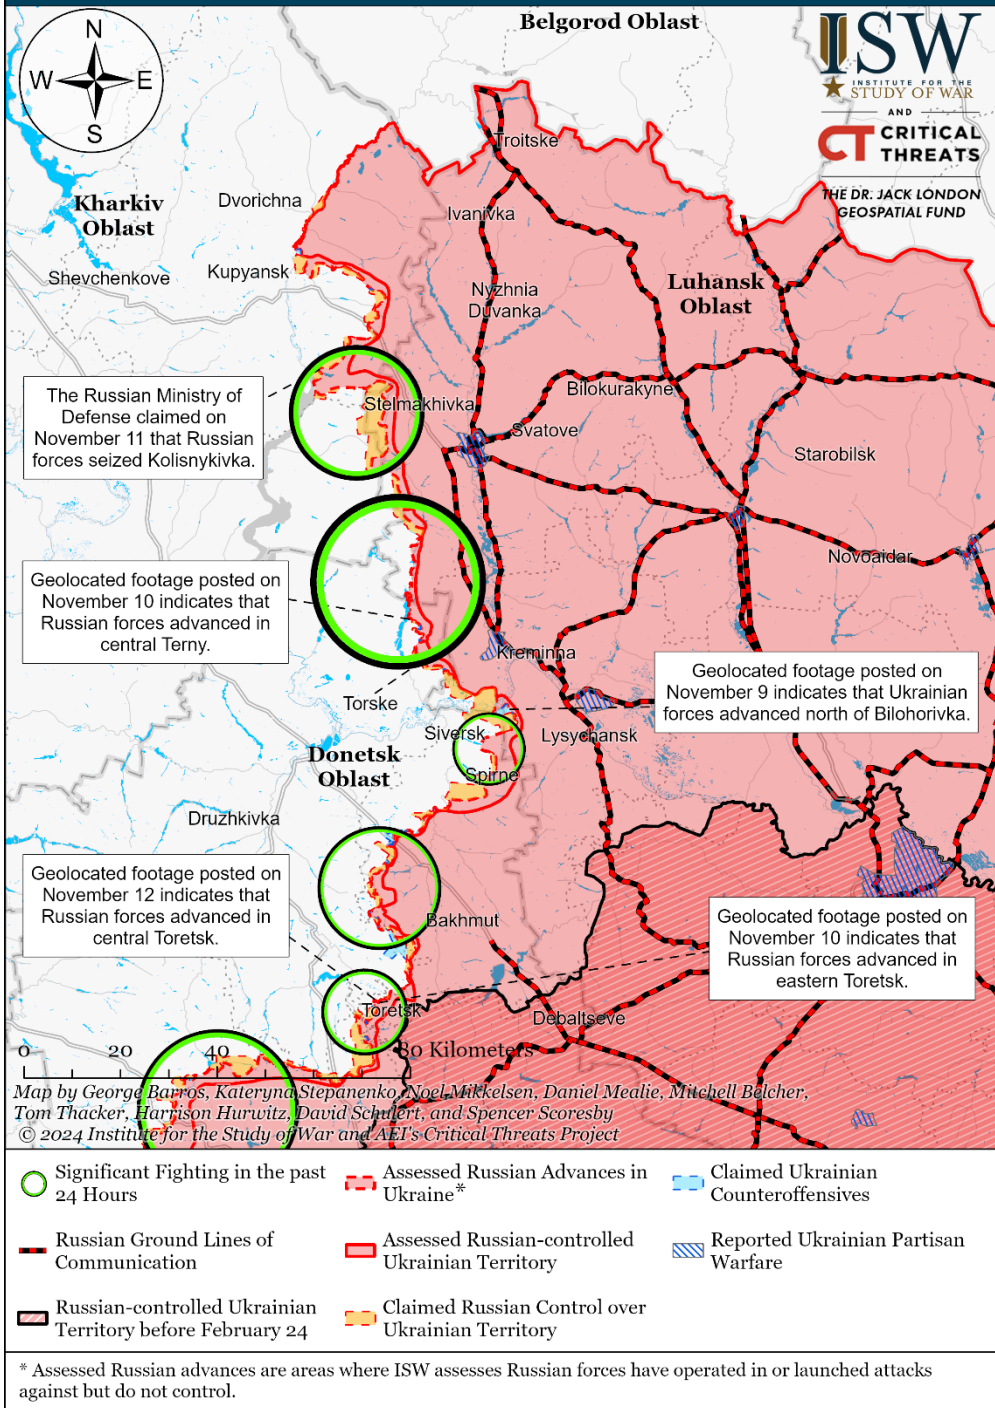 Belgorod Oblast
N
W
E
S
ISW
INSTITUTE FOR THE
STUDY OF WAR
AND
CT CRITICAL
THREATS
THE DR. JACK LONDON
GEOSPATIAL FUND
Troitske
Dvorichna
Kharkiv
Oblast
Ivanivka
Shevchenkove
Kupyansk
Nyzhnia
Duvanka
Luhansk
Oblast
The Russian Ministry of
Defense claimed on
November 11 that Russian
forces seized Kolisnykivka.
Stelmakhivka
Bilokurakyne
Svatove
Starobilsk
Novoaidar
Geolocated footage posted on
November 10 indicates that
Russian forces advanced in
central Terny.
Kreminna
Geolocated footage posted on
November 9 indicates that Ukrainian
forces advanced north of Bilohorivka.
Torske
Siversk
Lysychansk
Donetsk
Oblast
Spirne
Druzhkivka
Geolocated footage posted on
November 12 indicates that
Russian forces advanced in
central Toretsk.
Bakhmut
Geolocated footage posted on
November 10 indicates that
Russian forces advanced in
eastern Toretsk.
Toretsk
Debaltseve
0 20 40 80 Kilometers
Map by George Barros, Kateryna Stepanenko, Noel Mikkelsen, Daniel Mealie, Mitchell Belcher,
Tom Thacker, Harrison Hurwitz, David Schulert, and Spencer Scoresby
© 2024 Institute for the Study of War and AEI's Critical Threats Project
Significant Fighting in the past
24 Hours
Russian Ground Lines of
Communication
Russian-controlled Ukrainian
Territory before February 24
Assessed Russian Advances in
Ukraine*
Assessed Russian-controlled
Ukrainian Territory
Claimed Russian Control over
Ukrainian Territory
Claimed Ukrainian
Counteroffensives
Reported Ukrainian Partisan
Warfare
* Assessed Russian advances are areas where ISW assesses Russian forces have operated in or launched attacks
against but do not control.